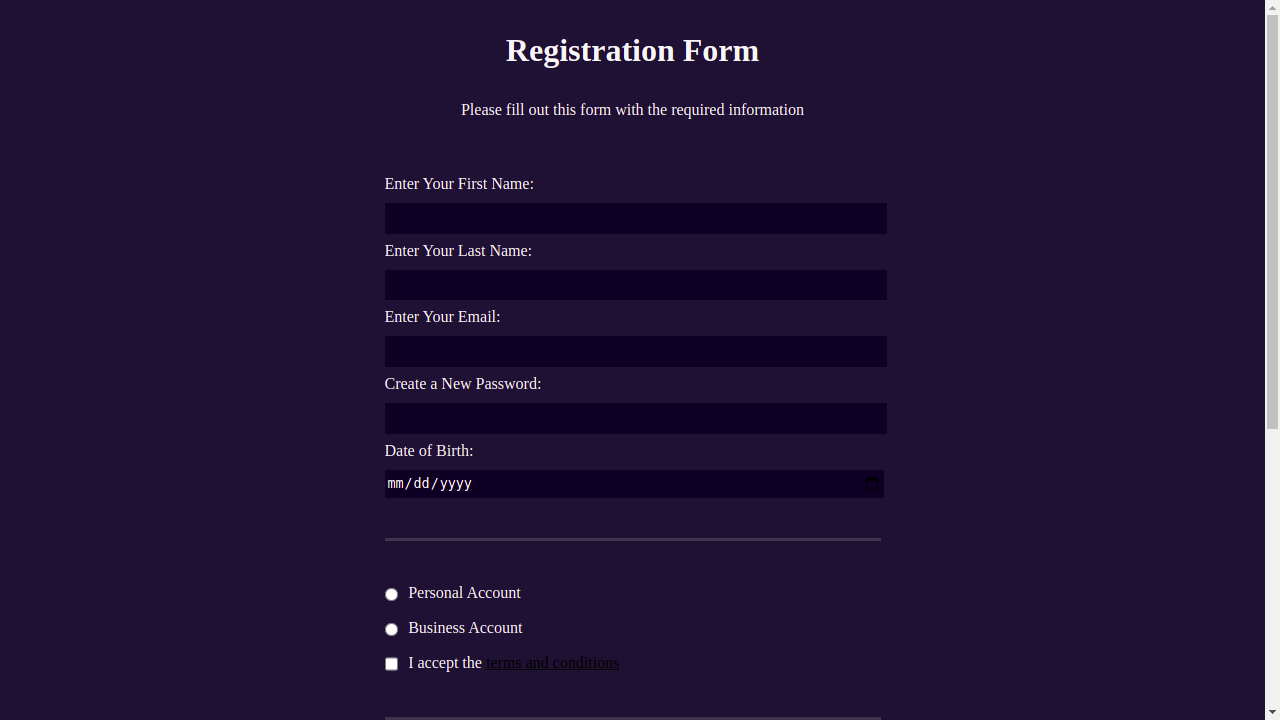 Registration Form
Please fill out this form with the required information
Enter Your First Name:
Enter Your Last Name:
Enter Your Email:
Create a New Password:
Date of Birth:
mm/dd/yyyy
Personal Account
Business Account
I accept the terms and conditions